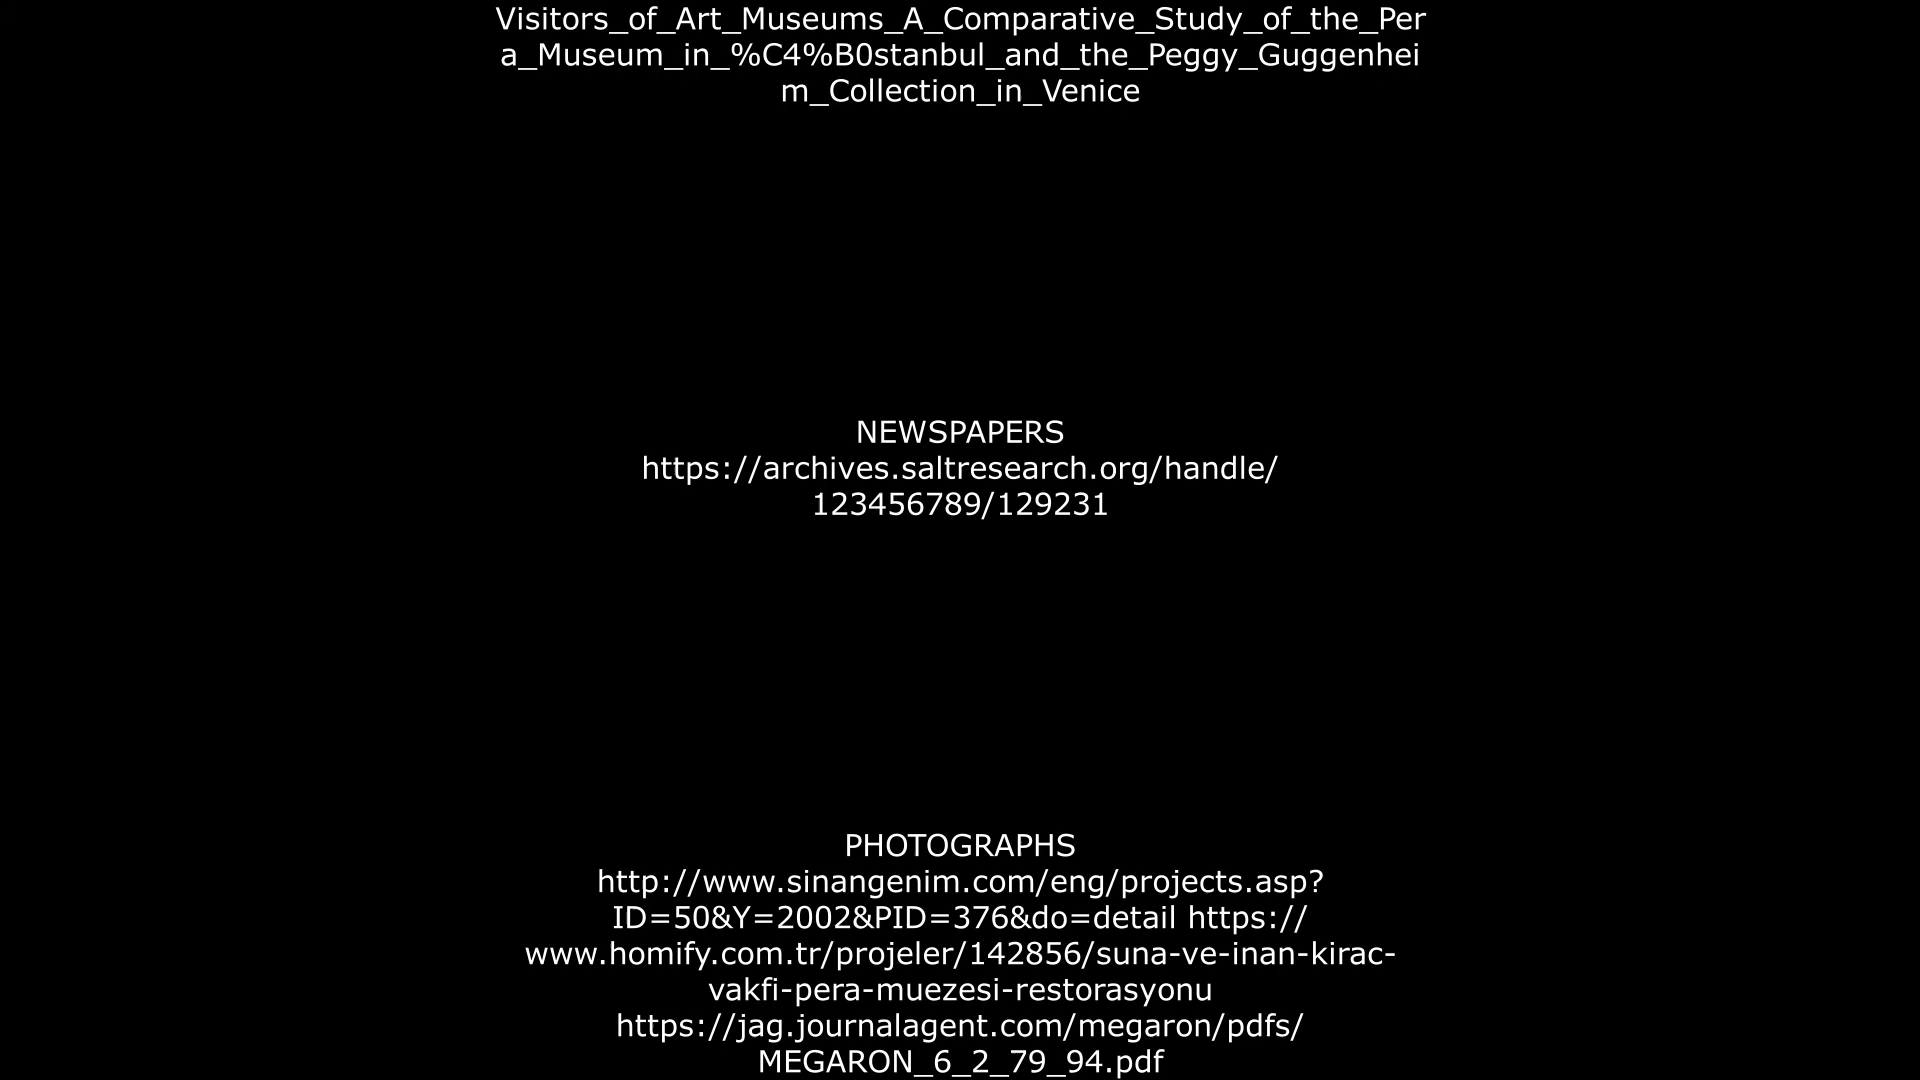 Visitors_of_Art_Museums_A_Comparative_Study_of_the_Per
a_Museum_in_%C4%B0stanbul_and_the_Peggy_Guggenhei
m_Collection_in_Venice
NEWSPAPERS
https://archives.saltresearch.org/handle/
123456789/129231
PHOTOGRAPHS
http://www.sinangenim.com/eng/projects.asp?
ID=50&Y=2002&PID=376&do=detail https://
www.homify.com.tr/projeler/142856/suna-ve-inan-kirac-
vakfi-pera-muezesi-restorasyonu
https://jag.journalagent.com/megaron/pdfs/
MEGARON_6_2_79_94.pdf